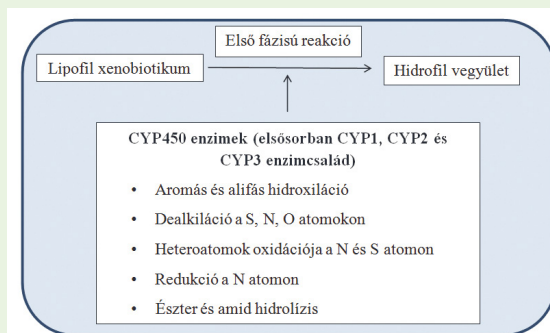 Első fázisú reakció
Lipofil xenobiotikum
Hidrofil vegyület
CYP450 enzimek (elsősorban CYP1, CYP2 és
CYP3 enzimcsalád)
• Aromás és alifás hidroxiláció
• Dealkiláció a S, N, O atomokon
• Heteroatomok oxidációja a N és S atomon
• Redukció a N atomon
• Észter és amid hidrolízis